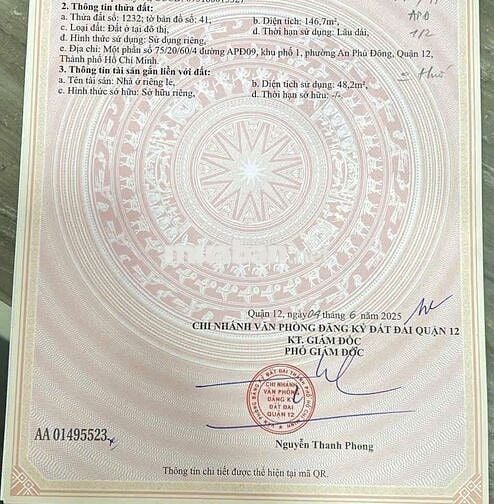 2. Thông tin thửa đất:
a. Thửa đất số: 1232; tờ bản đồ số: 41, b. Diện tích: 146,7m²,
c. Loại đất: Đất ở tại đô thị, d. Thời hạn sử dụng: Lâu dài,
đ. Hình thức sử dụng: Sử dụng riêng,
e. Địa chỉ: Một phần số 75/20/60/4 đường APĐ09, khu phố 1, phường An Phú Đông, Quận 12,
Thành phố Hồ Chí Minh.
3. Thông tin tài sản gắn liền với đất:
a. Tên tài sản: Nhà ở riêng lẻ, b. Diện tích sử dụng: 48,2m²,
c. Hình thức sở hữu: Sở hữu riêng, d. Thời hạn sở hữu: -/-.
APĐ
muaban
Quận 12, ngày 04 tháng 6 năm 2025
CHI NHÁNH VĂN PHÒNG ĐĂNG KÝ ĐẤT ĐAI QUẬN 12
KT. GIÁM ĐỐC
PHÓ GIÁM ĐỐC
CHI NHÁNH
VĂN PHÒNG
ĐĂNG KÝ
ĐẤT ĐAI
QUẬN 12
AA 01495523
Nguyễn Thanh Phong
Thông tin chi tiết được thể hiện tại mã QR.